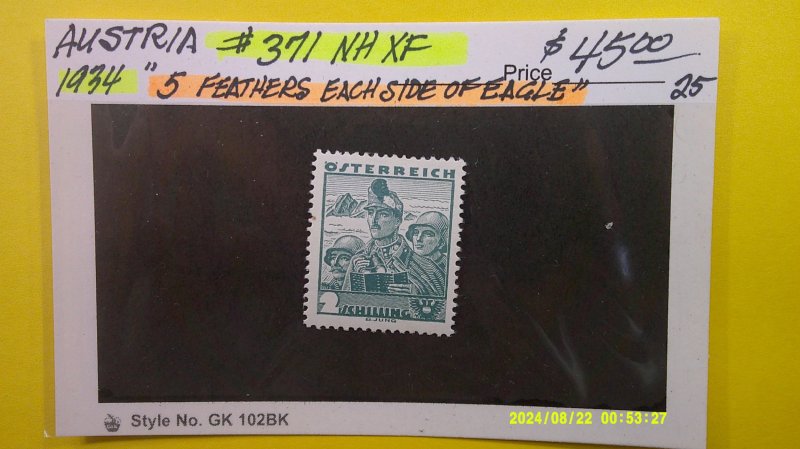 AUSTRIA #371 NH XF $45.00
Price
1934 "5 FEATHERS EACH SIDE OF EAGLE" 25
ÖSTERREICH
2 SCHILLING
G.JUNG
Style No. GK 102BK
2024/08/22 00:53:27